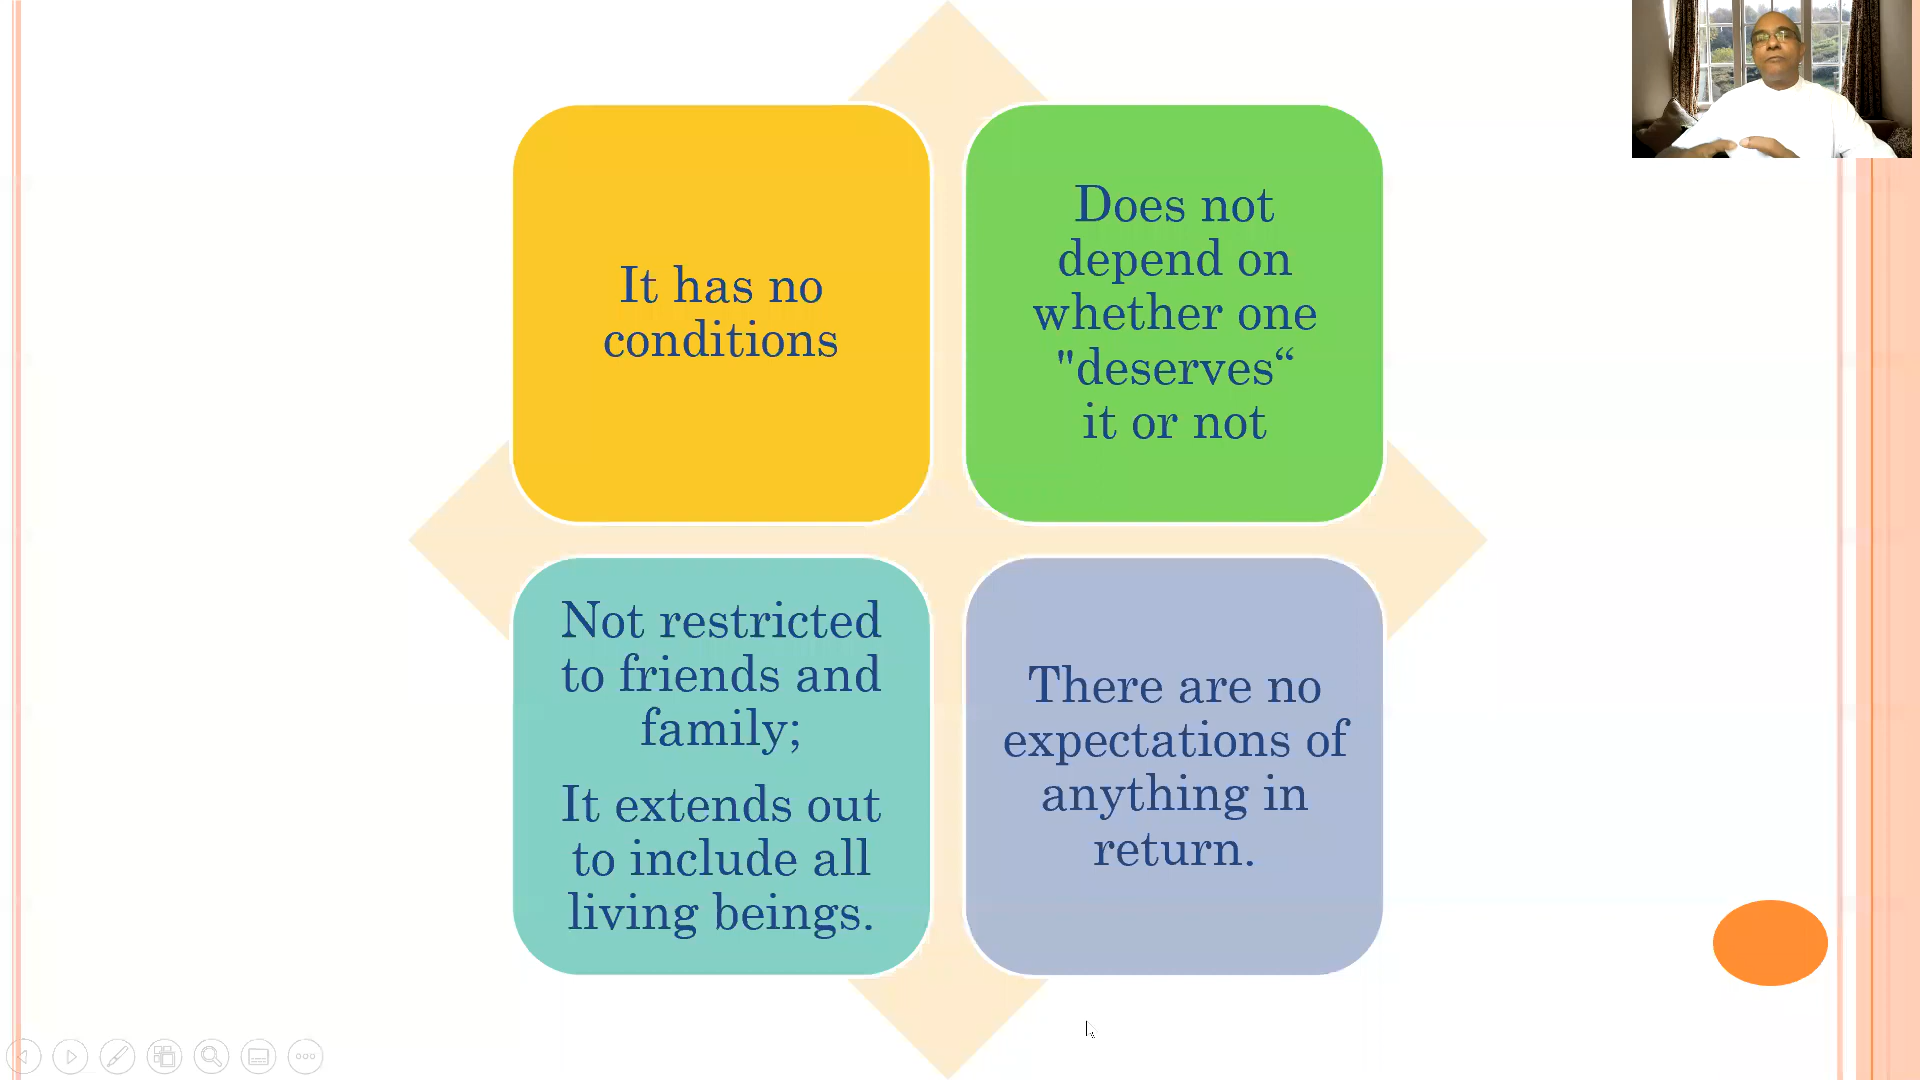 It has no
conditions
Does not
depend on
whether one
"deserves“
it or not
Not restricted
to friends and
family;
It extends out
to include all
living beings.
There are no
expectations of
anything in
return.